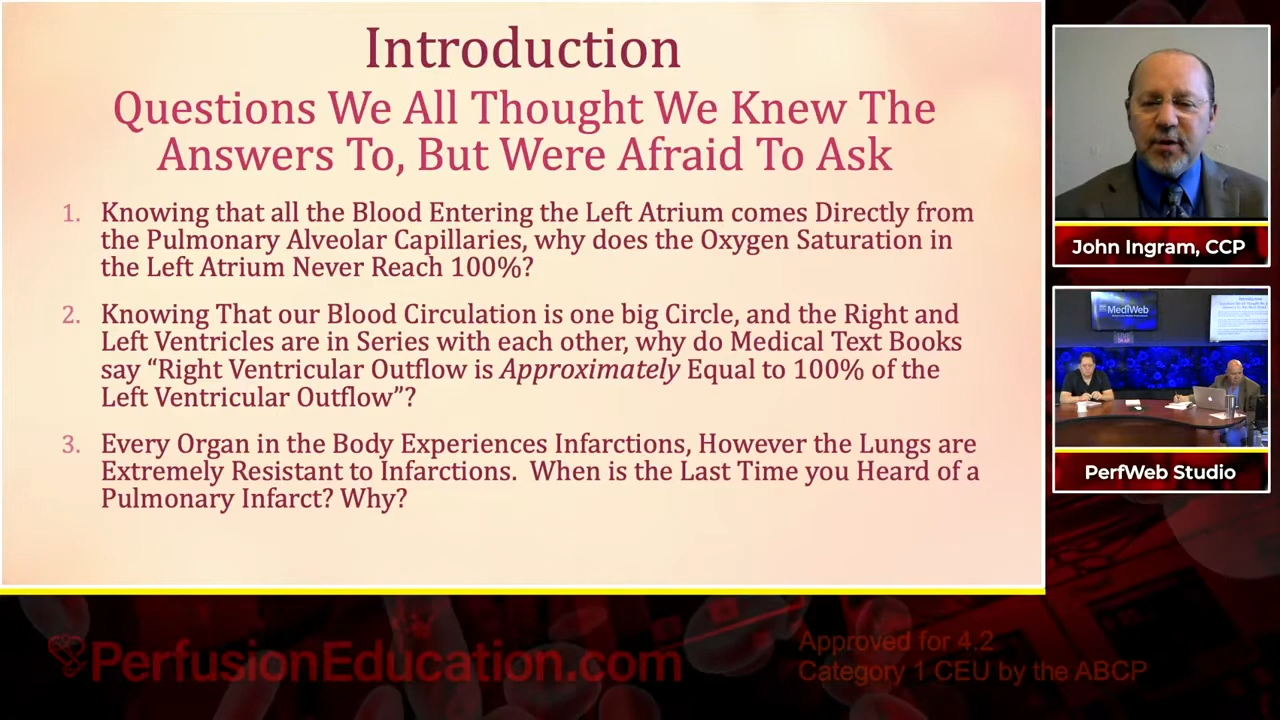 Introduction
Questions We All Thought We Knew The
Answers To, But Were Afraid To Ask
1. Knowing that all the Blood Entering the Left Atrium comes Directly from
the Pulmonary Alveolar Capillaries, why does the Oxygen Saturation in
the Left Atrium Never Reach 100%?
2. Knowing That our Blood Circulation is one big Circle, and the Right and
Left Ventricles are in Series with each other, why do Medical Text Books
say “Right Ventricular Outflow is Approximately Equal to 100% of the
Left Ventricular Outflow”?
3. Every Organ in the Body Experiences Infarctions, However the Lungs are
Extremely Resistant to Infarctions. When is the Last Time you Heard of a
Pulmonary Infarct? Why?
John Ingram, CCP
MediWeb
PerfWeb Studio
PerfusionEducation.com
Approved for 4.2
Category 1 CEU by the ABCP